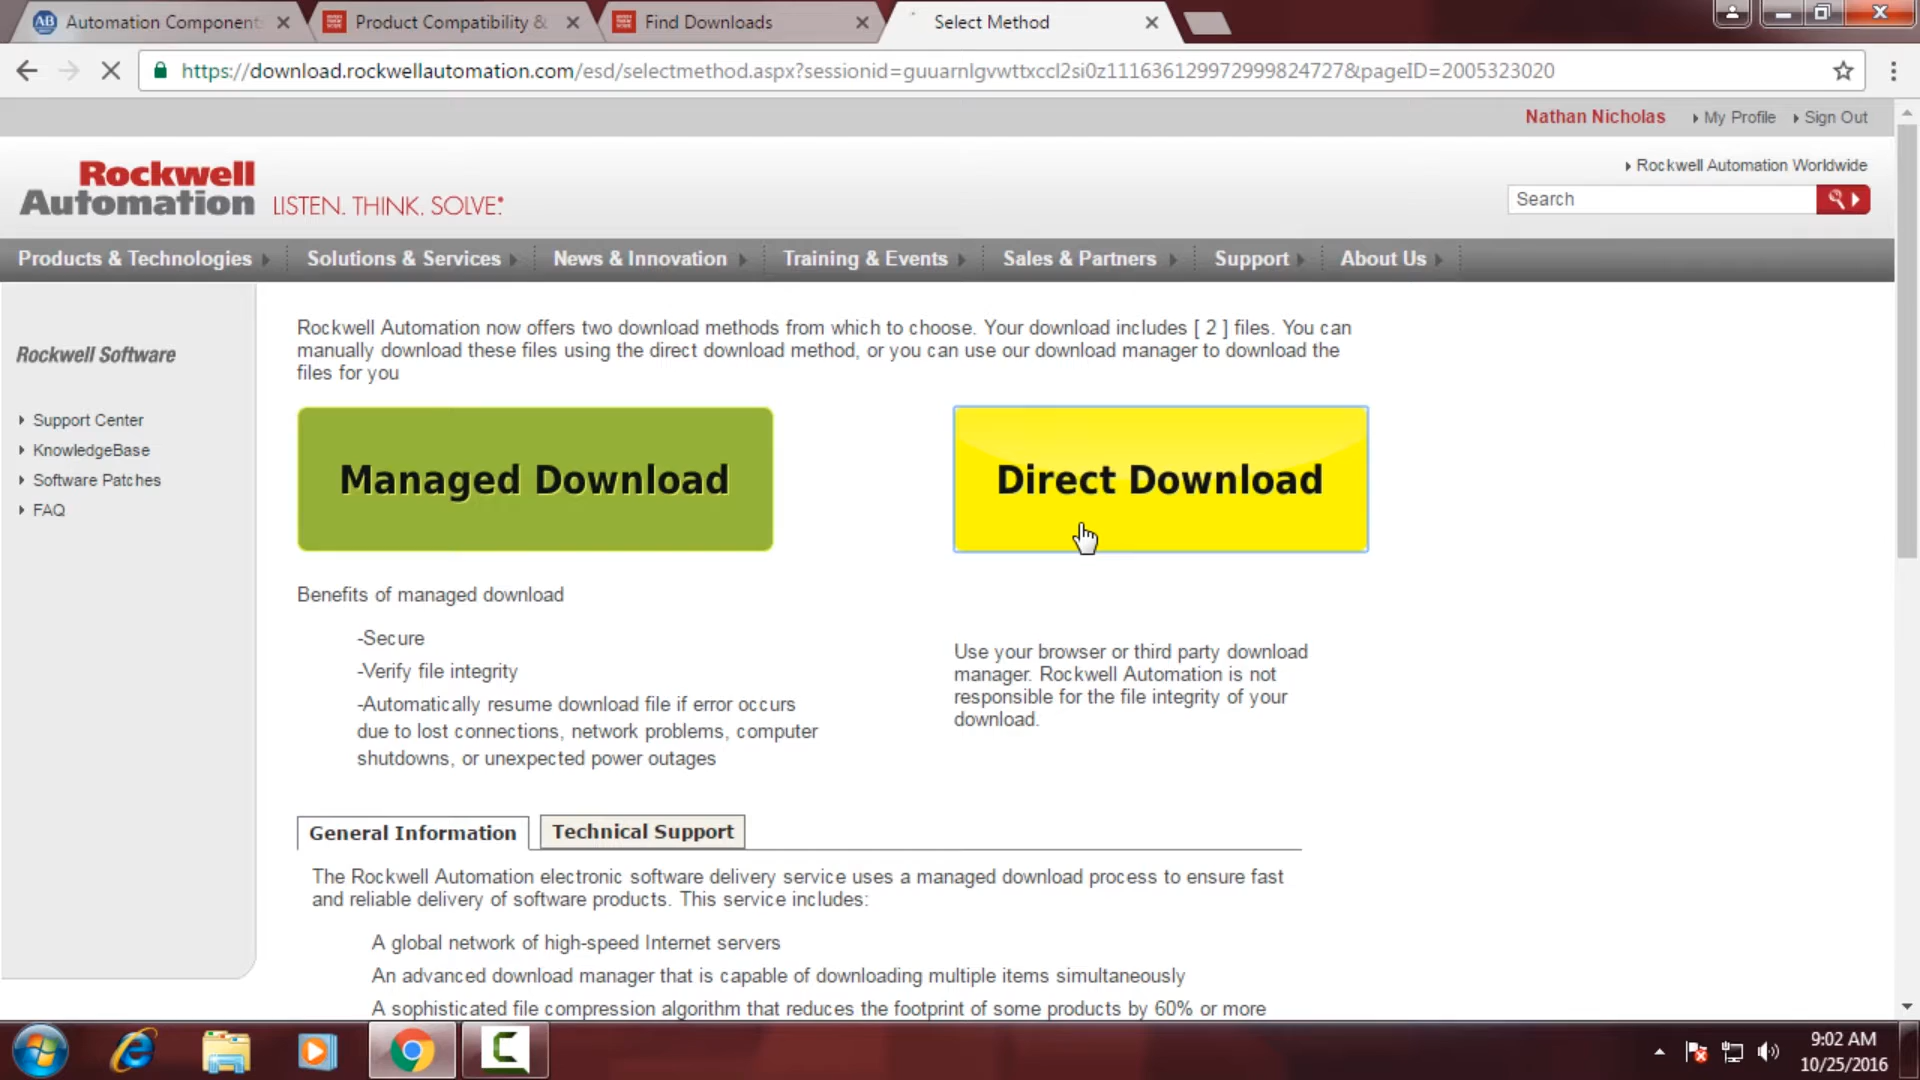 AB Automation Component
Product Compatibility &
Find Downloads
Select Method
https://download.rockwellautomation.com/esd/selectmethod.aspx?sessionid=guuarnlgvwttxccl2si0z111636129972999824727&pageID=2005323020
Nathan Nicholas My Profile Sign Out
Rockwell Automation Worldwide
Rockwell
Automation LISTEN. THINK. SOLVE.®
Search
Products & Technologies Solutions & Services News & Innovation Training & Events Sales & Partners Support About Us
Rockwell Software
Support Center
KnowledgeBase
Software Patches
FAQ
Rockwell Automation now offers two download methods from which to choose. Your download includes [ 2 ] files. You can
manually download these files using the direct download method, or you can use our download manager to download the
files for you
Managed Download
Direct Download
Benefits of managed download
-Secure
-Verify file integrity
-Automatically resume download file if error occurs
due to lost connections, network problems, computer
shutdowns, or unexpected power outages
Use your browser or third party download
manager. Rockwell Automation is not
responsible for the file integrity of your
download.
General Information
Technical Support
The Rockwell Automation electronic software delivery service uses a managed download process to ensure fast
and reliable delivery of software products. This service includes:
A global network of high-speed Internet servers
An advanced download manager that is capable of downloading multiple items simultaneously
A sophisticated file compression algorithm that reduces the footprint of some products by 60% or more
9:02 AM
10/25/2016